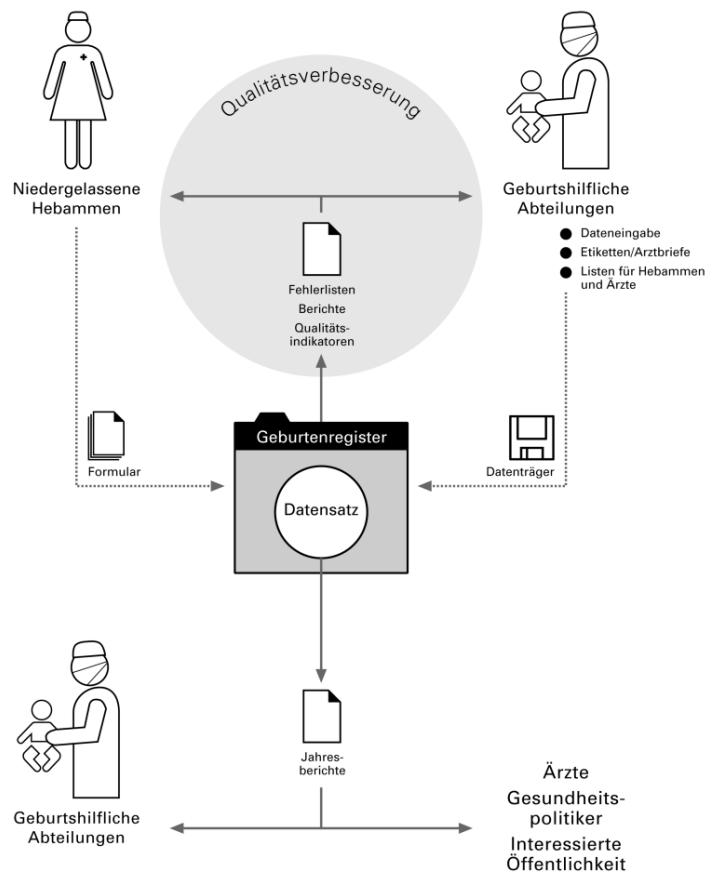 Qualitätsverbesserung
Niedergelassene
Hebammen
Geburtshilfliche
Abteilungen
● Dateneingabe
● Etiketten/Arztbriefe
● Listen für Hebammen
und Ärzte
Fehlerlisten
Berichte
Qualitäts-
indikatoren
Formular
Geburtenregister
Datensatz
Datenträger
Jahres-
berichte
Geburtshilfliche
Abteilungen
Ärzte
Gesundheits-
politiker
Interessierte
Öffentlichkeit